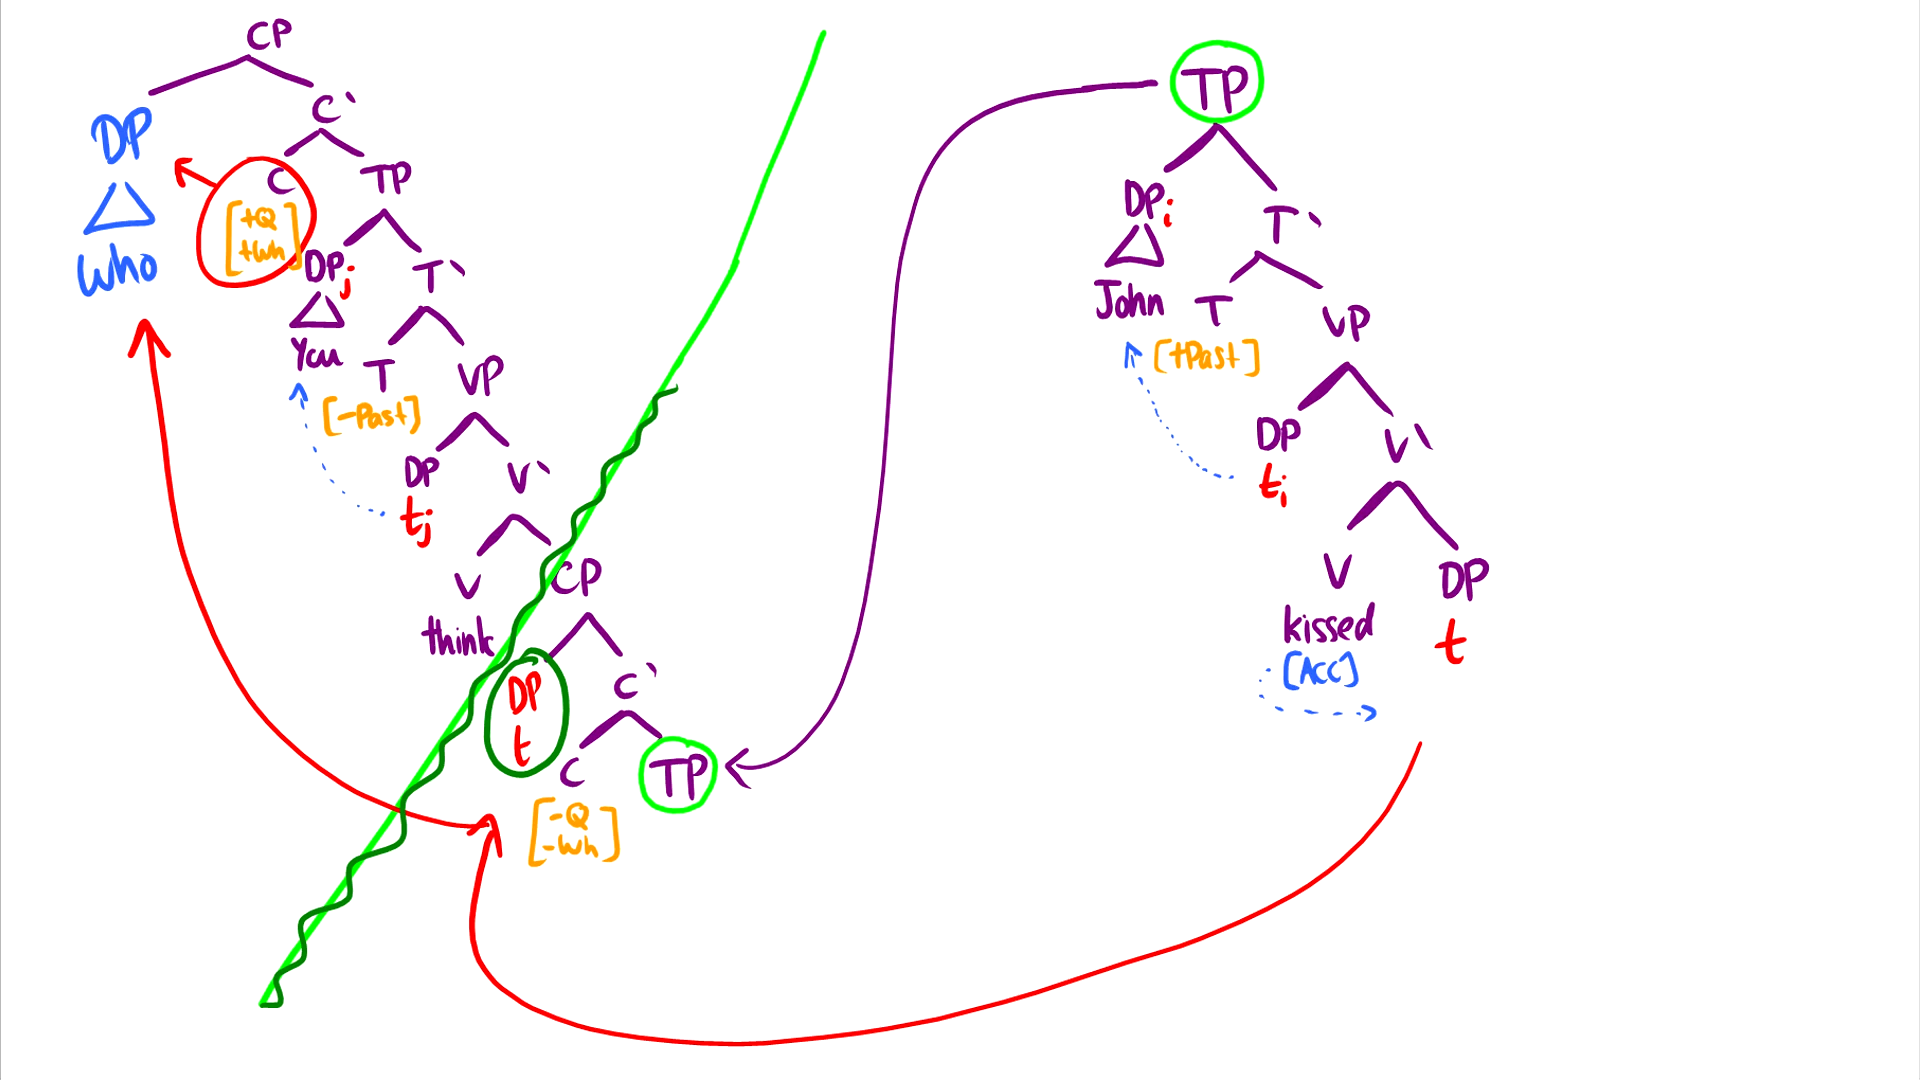 CP
DP
C`
who
C
[+Q
+Wh]
TP
DPj
You
T`
T
[-Past]
VP
DP
tj
V`
V
think
CP
DP
t
C`
C
[-Q
-Wh]
TP
TP
DPi
John
T`
T
[+Past]
VP
DP
ti
V`
V
kissed
[ACC]
DP
t